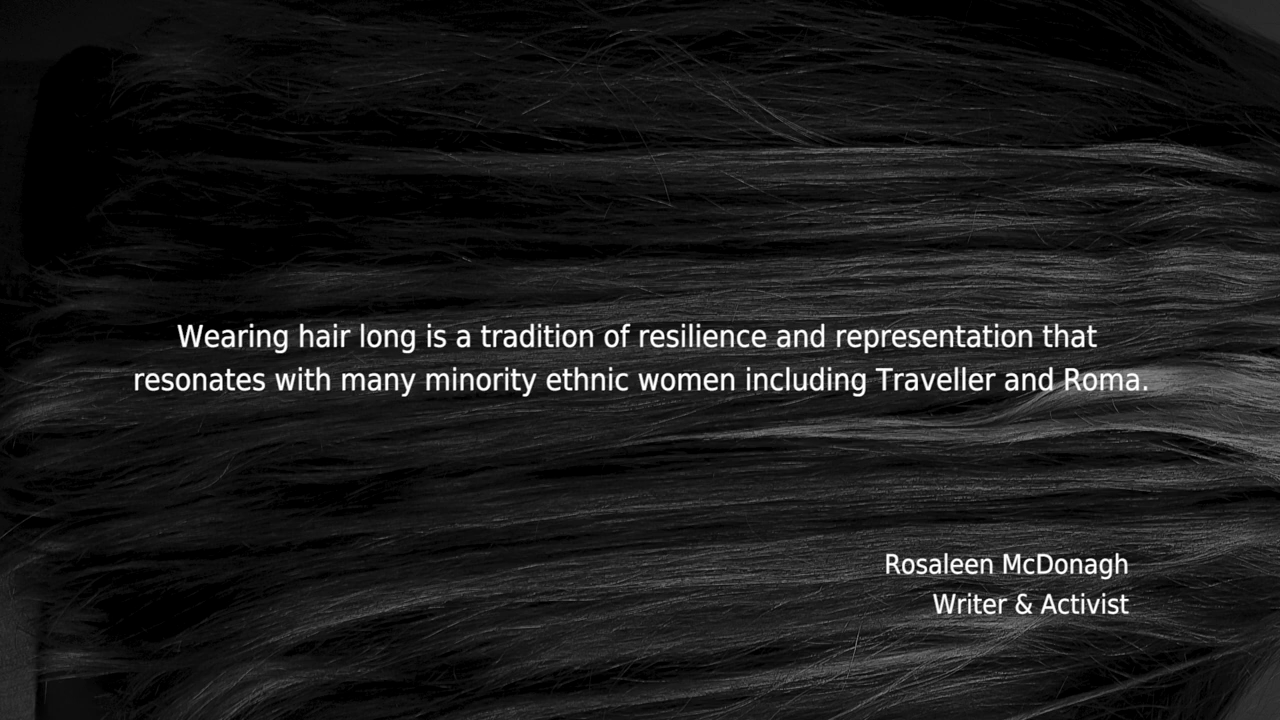 Wearing hair long is a tradition of resilience and representation that
resonates with many minority ethnic women including Traveller and Roma.
Rosaleen McDonagh
Writer & Activist